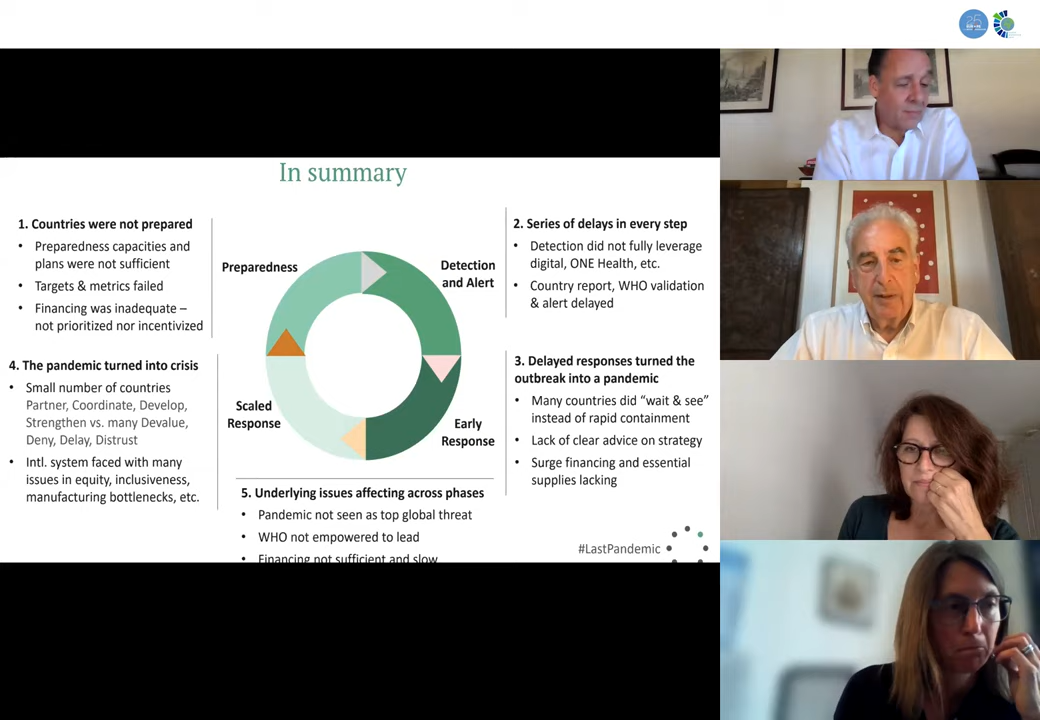 25
In summary
1. Countries were not prepared
• Preparedness capacities and
plans were not sufficient
• Targets & metrics failed
• Financing was inadequate –
not prioritized nor incentivized
Preparedness
Detection
and Alert
2. Series of delays in every step
• Detection did not fully leverage
digital, ONE Health, etc.
• Country report, WHO validation
& alert delayed
4. The pandemic turned into crisis
• Small number of countries
Partner, Coordinate, Develop,
Strengthen vs. many Devalue,
Deny, Delay, Distrust
• Intl. system faced with many
issues in equity, inclusiveness,
manufacturing bottlenecks, etc.
Scaled
Response
Early
Response
3. Delayed responses turned the
outbreak into a pandemic
• Many countries did “wait & see”
instead of rapid containment
• Lack of clear advice on strategy
• Surge financing and essential
supplies lacking
5. Underlying issues affecting across phases
• Pandemic not seen as top global threat
• WHO not empowered to lead
• Financing not sufficient and slow
#LastPandemic